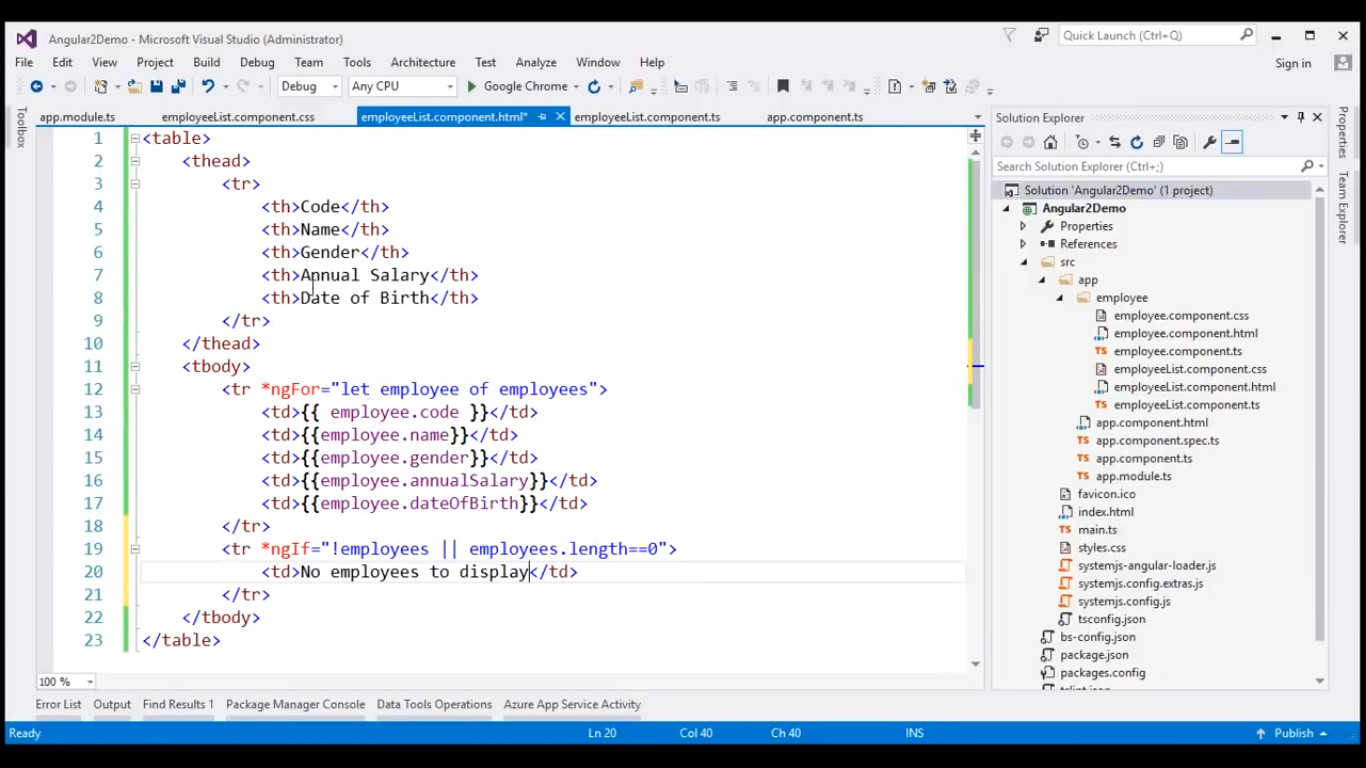 Angular2Demo - Microsoft Visual Studio (Administrator)
Quick Launch (Ctrl+Q)
File Edit View Project Build Debug Team Tools Architecture Test Analyze Window Help
Sign in
Debug Any CPU Google Chrome
Toolbox
app.module.ts employeeList.component.css employeeList.component.html* employeeList.component.ts app.component.ts
1 <table>
2 <thead>
3 <tr>
4 <th>Code</th>
5 <th>Name</th>
6 <th>Gender</th>
7 <th>Annual Salary</th>
8 <th>Date of Birth</th>
9 </tr>
10 </thead>
11 <tbody>
12 <tr *ngFor="let employee of employees">
13 <td>{{ employee.code }}</td>
14 <td>{{employee.name}}</td>
15 <td>{{employee.gender}}</td>
16 <td>{{employee.annualSalary}}</td>
17 <td>{{employee.dateOfBirth}}</td>
18 </tr>
19 <tr *ngIf="!employees || employees.length==0">
20 <td>No employees to display</td>
21 </tr>
22 </tbody>
23 </table>
100 %
Solution Explorer
Search Solution Explorer (Ctrl+;)
Solution 'Angular2Demo' (1 project)
Angular2Demo
Properties
References
src
app
employee
employee.component.css
employee.component.html
employee.component.ts
employeeList.component.css
employeeList.component.html
employeeList.component.ts
app.component.html
app.component.spec.ts
app.component.ts
app.module.ts
favicon.ico
index.html
main.ts
styles.css
systemjs-angular-loader.js
systemjs.config.extras.js
systemjs.config.js
tsconfig.json
bs-config.json
package.json
packages.config
Properties
Team Explorer
Error List Output Find Results 1 Package Manager Console Data Tools Operations Azure App Service Activity
Ready Ln 20 Col 40 Ch 40 INS Publish